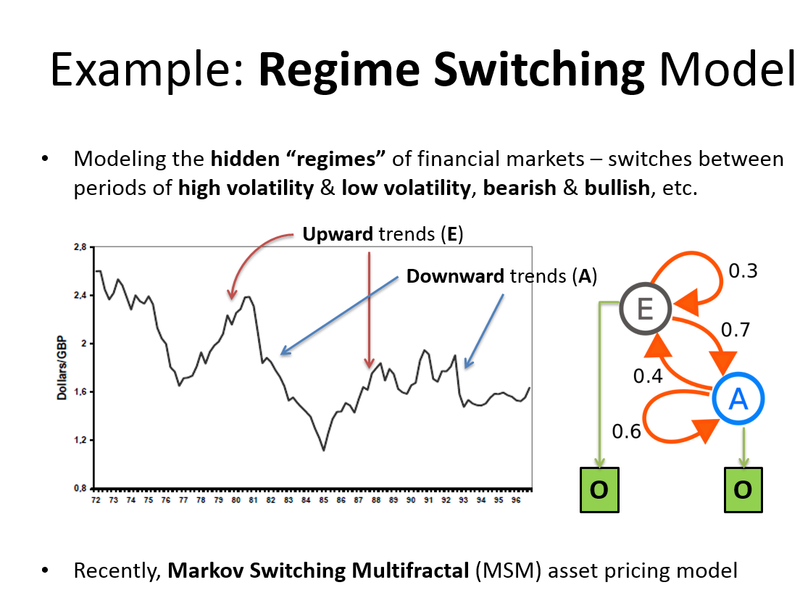 Example: Regime Switching Model
• Modeling the hidden “regimes” of financial markets – switches between
periods of high volatility & low volatility, bearish & bullish, etc.
Upward trends (E)
Downward trends (A)
Dollars/GBP
2,8
2,4
2
1,6
1,2
0,8
72 73 74 75 76 77 78 79 80 81 82 83 83 85 86 87 88 89 90 91 92 93 94 95 96
E
0.3
0.7
0.4
A
0.6
O
O
• Recently, Markov Switching Multifractal (MSM) asset pricing model